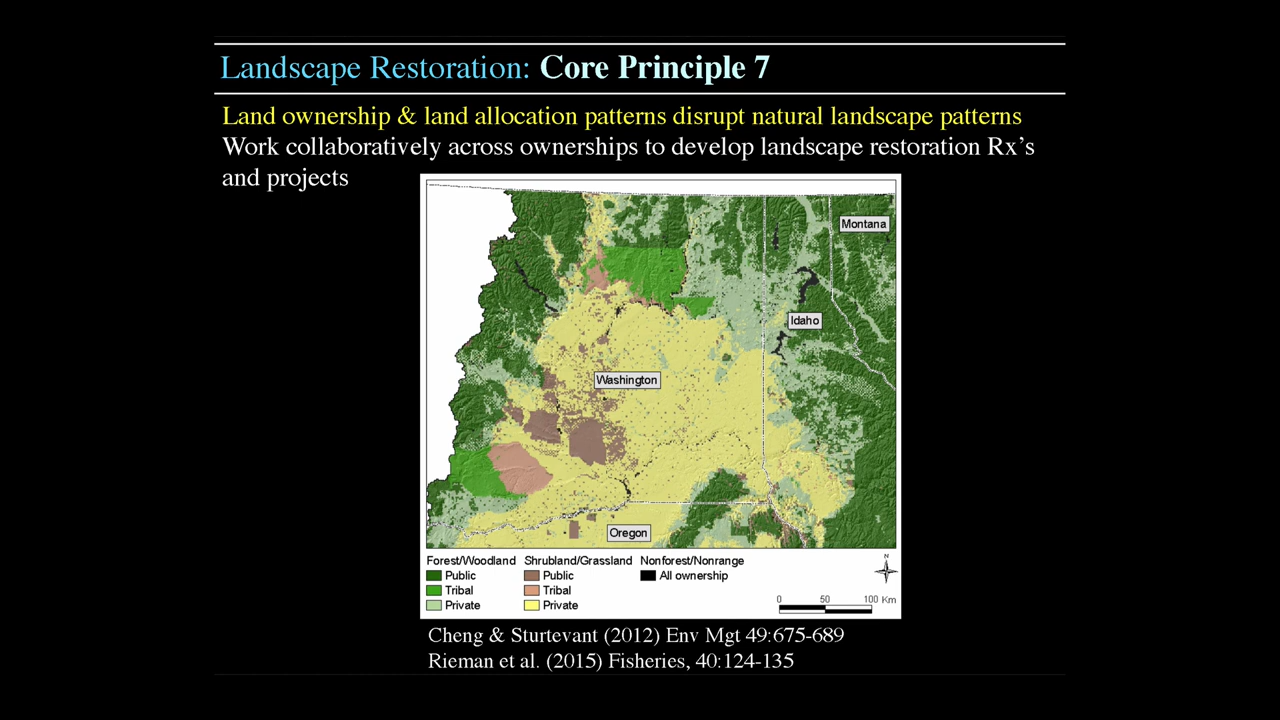 Landscape Restoration: Core Principle 7
Land ownership & land allocation patterns disrupt natural landscape patterns
Work collaboratively across ownerships to develop landscape restoration Rx's
and projects
Montana
Idaho
Washington
Oregon
Forest/Woodland Shrubland/Grassland Nonforest/Nonrange
Public Public All ownership
Tribal Tribal
Private Private
N
0 50 100 Km
Cheng & Sturtevant (2012) Env Mgt 49:675-689
Rieman et al. (2015) Fisheries, 40:124-135